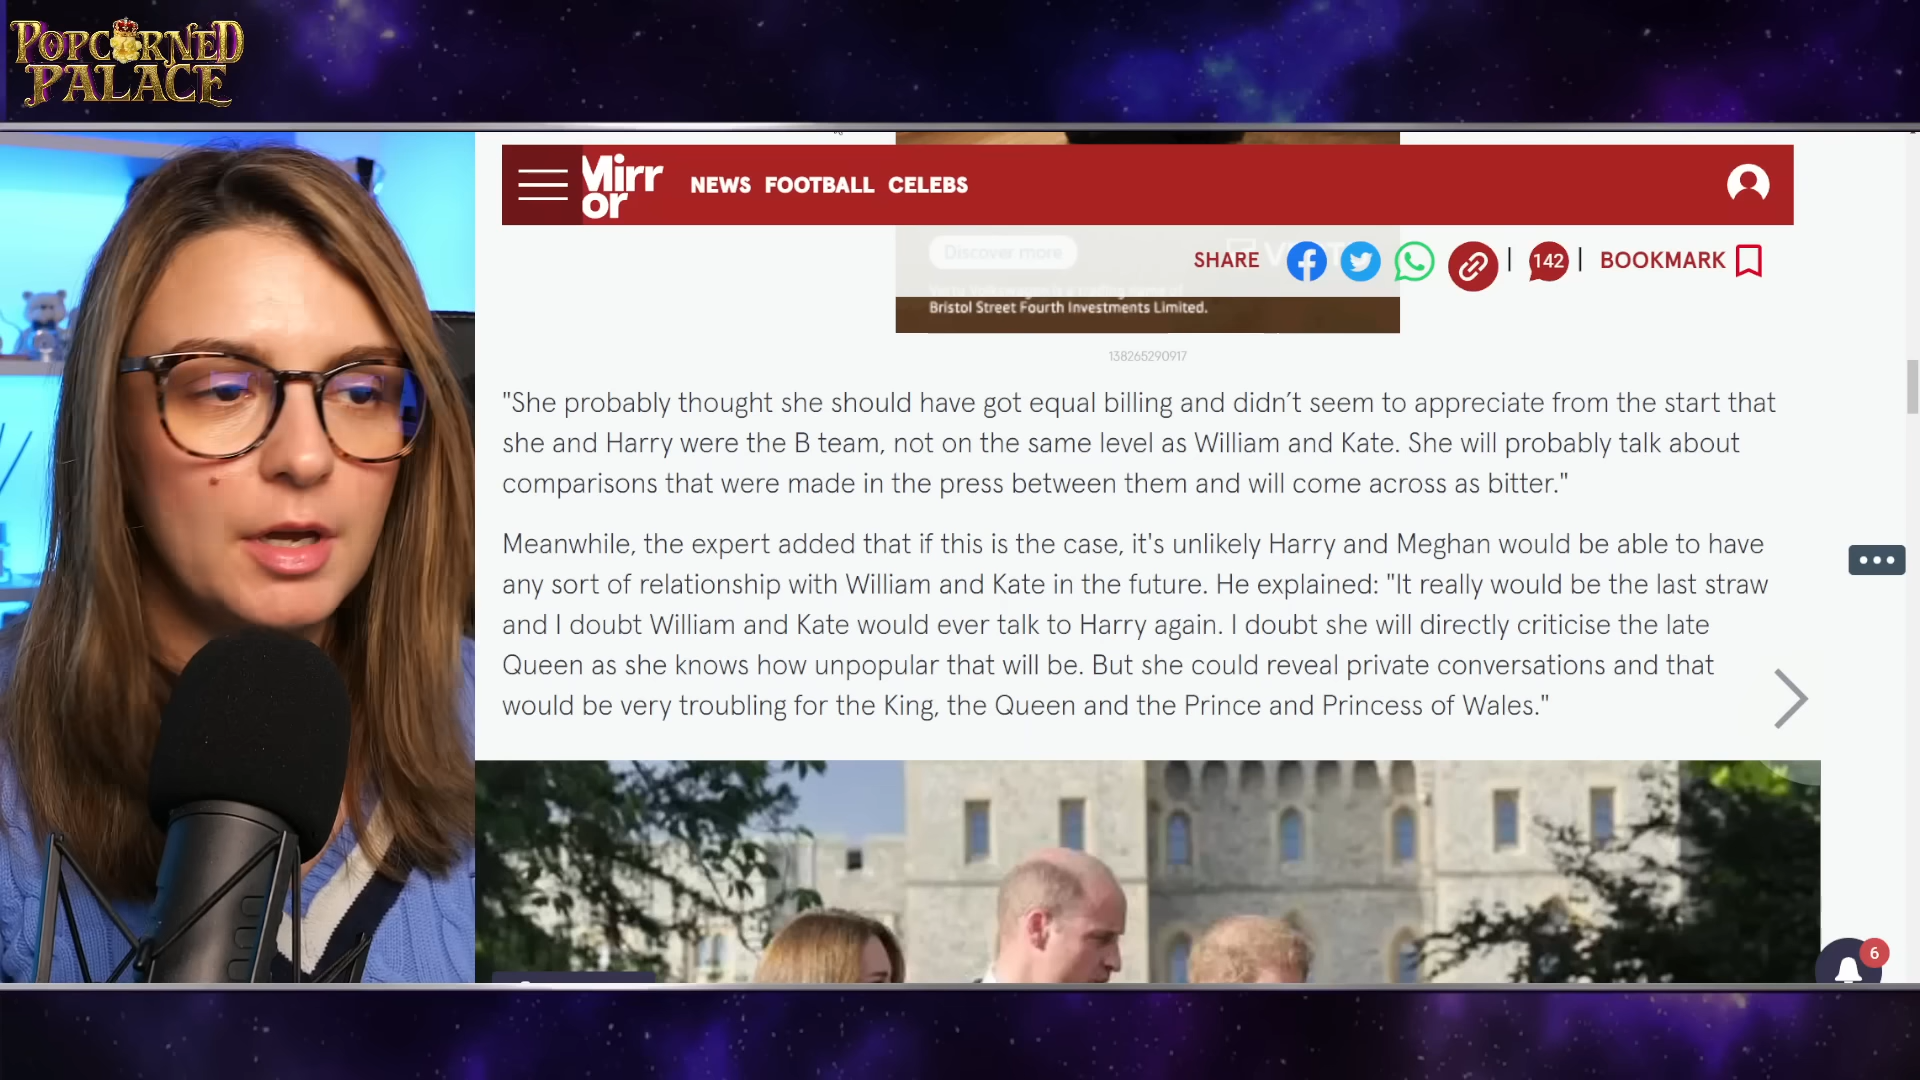 POPCORNED
PALACE
Mirr
or
NEWS FOOTBALL CELEBS
Discover more
SHARE
142
BOOKMARK
Bristol Street Fourth Investments Limited.
138265290917
"She probably thought she should have got equal billing and didn’t seem to appreciate from the start that
she and Harry were the B team, not on the same level as William and Kate. She will probably talk about
comparisons that were made in the press between them and will come across as bitter."
Meanwhile, the expert added that if this is the case, it's unlikely Harry and Meghan would be able to have
any sort of relationship with William and Kate in the future. He explained: "It really would be the last straw
and I doubt William and Kate would ever talk to Harry again. I doubt she will directly criticise the late
Queen as she knows how unpopular that will be. But she could reveal private conversations and that
would be very troubling for the King, the Queen and the Prince and Princess of Wales."
6